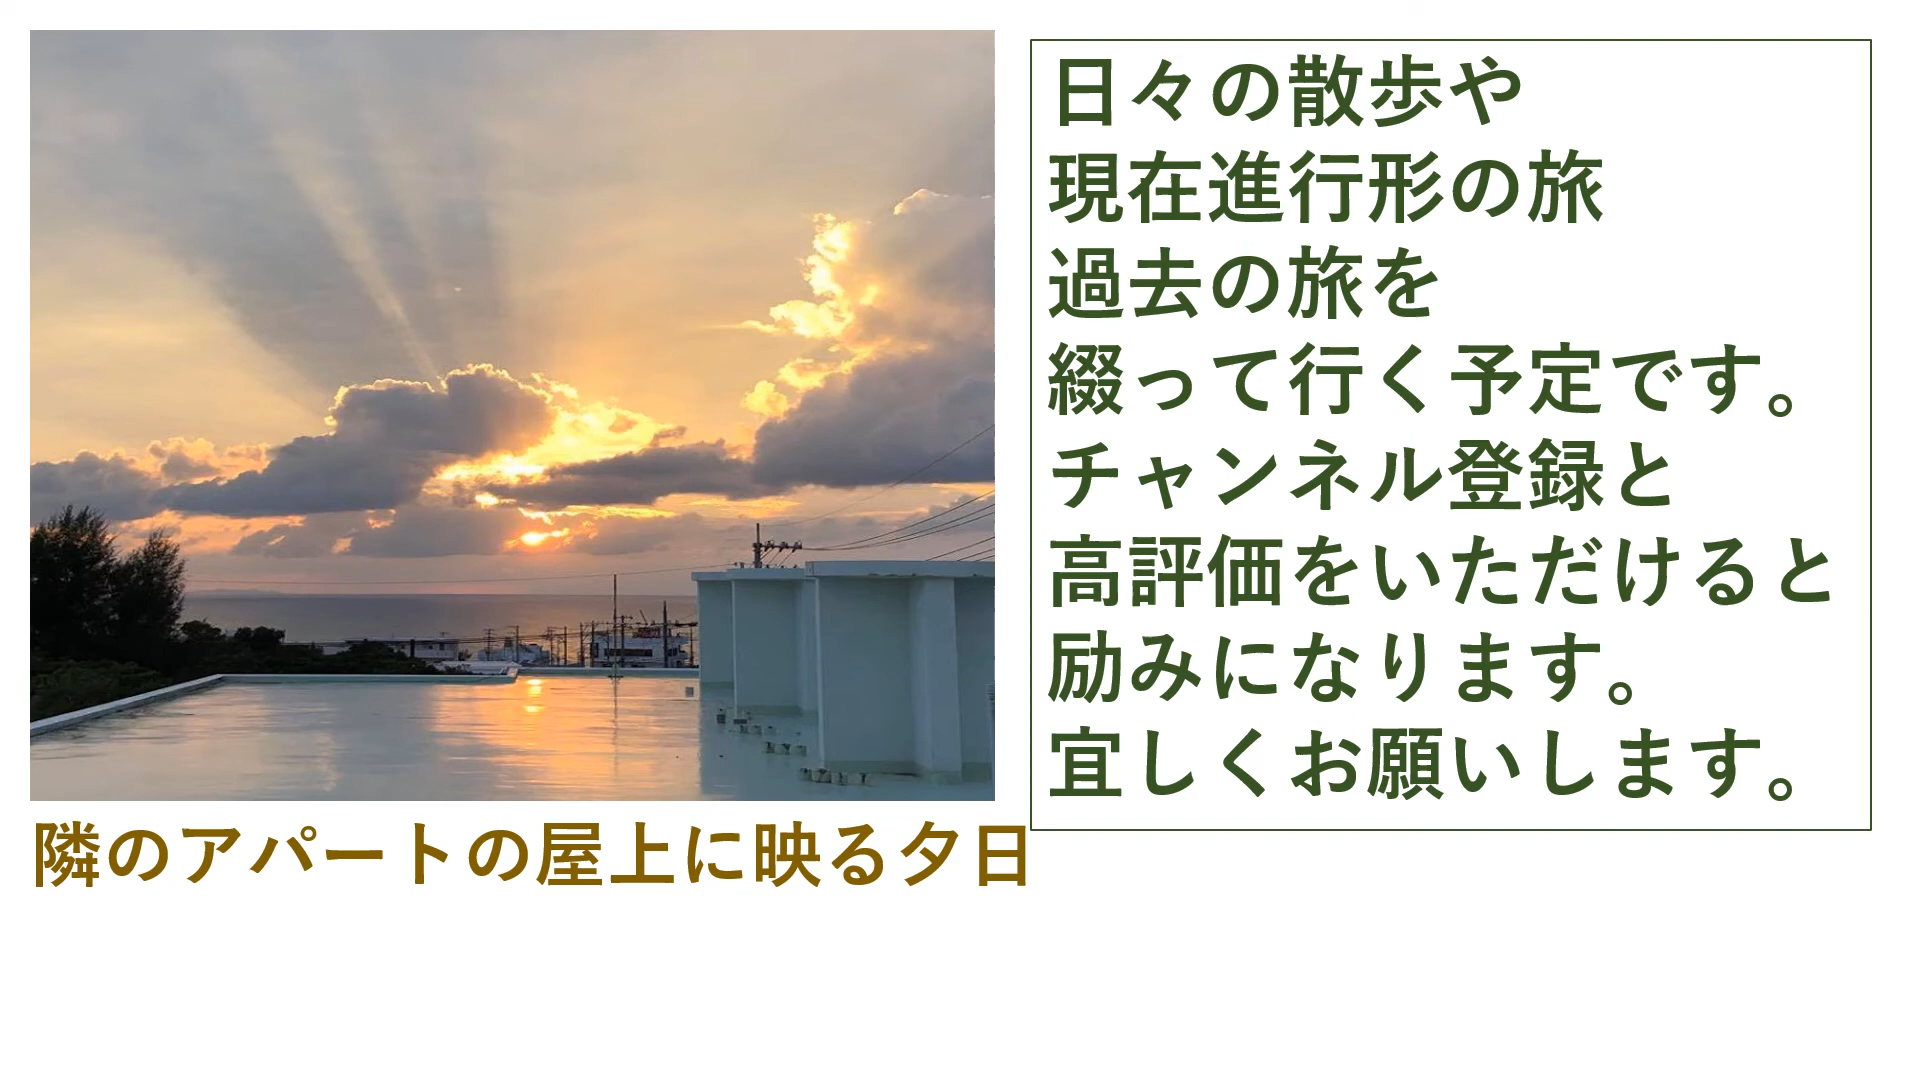 日々の散歩や
現在進行形の旅
過去の旅を
綴って行く予定です。
チャンネル登録と
高評価をいただけると
励みになります。
宜しくお願いします。
隣のアパートの屋上に映る夕日